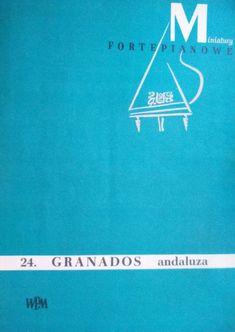 Miniatury
FORTEPIANOWE
24. GRANADOS andaluza
PWM